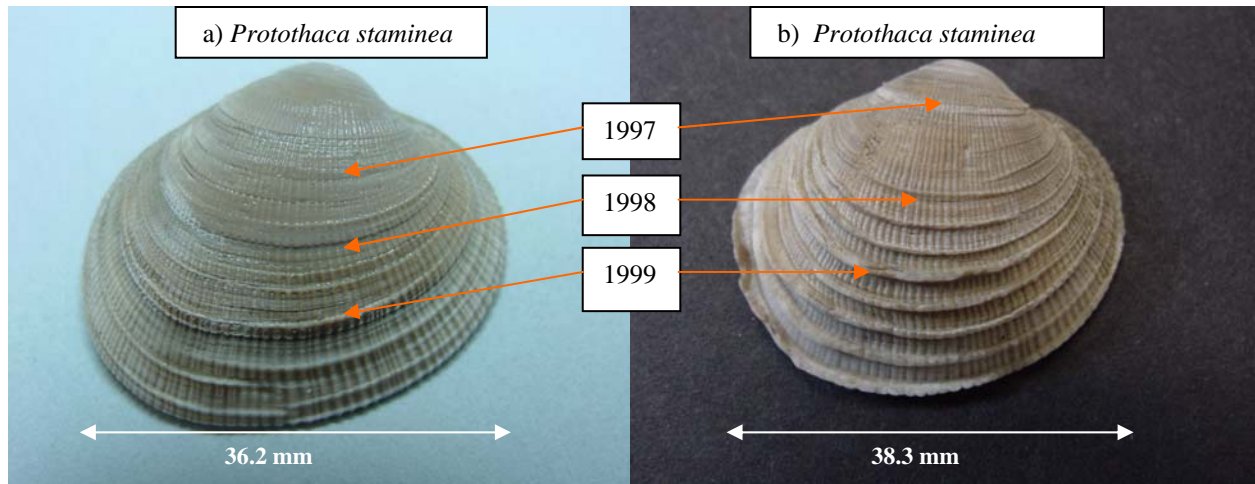 a) Protothaca staminea
b) Protothaca staminea
1997
1998
1999
36.2 mm
38.3 mm